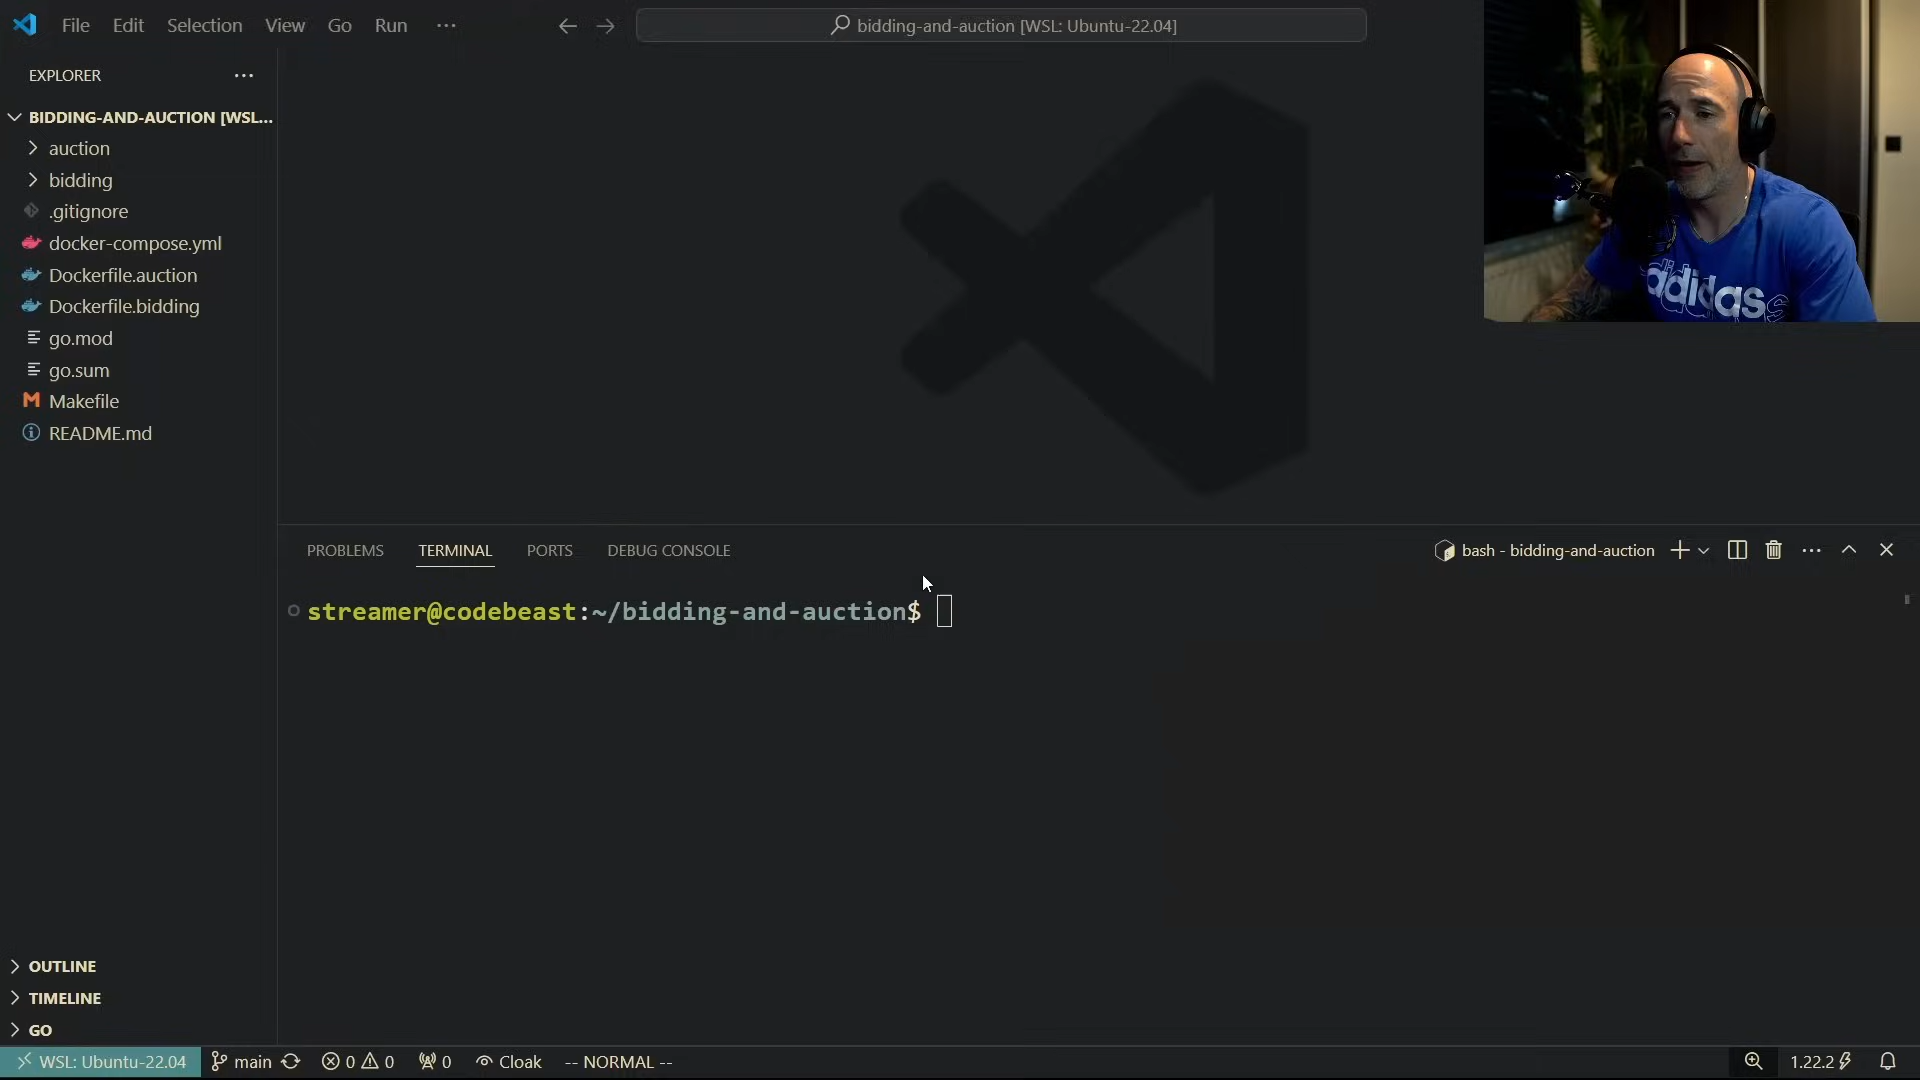 File Edit Selection View Go Run ···
bidding-and-auction [WSL: Ubuntu-22.04]
EXPLORER ···
BIDDING-AND-AUCTION [WSL...
auction
bidding
.gitignore
docker-compose.yml
Dockerfile.auction
Dockerfile.bidding
go.mod
go.sum
Makefile
README.md
adidas
PROBLEMS TERMINAL PORTS DEBUG CONSOLE
bash - bidding-and-auction
streamer@codebeast:~/bidding-and-auction$
OUTLINE
TIMELINE
GO
WSL: Ubuntu-22.04 main 0 0 0 Cloak -- NORMAL -- 1.22.2